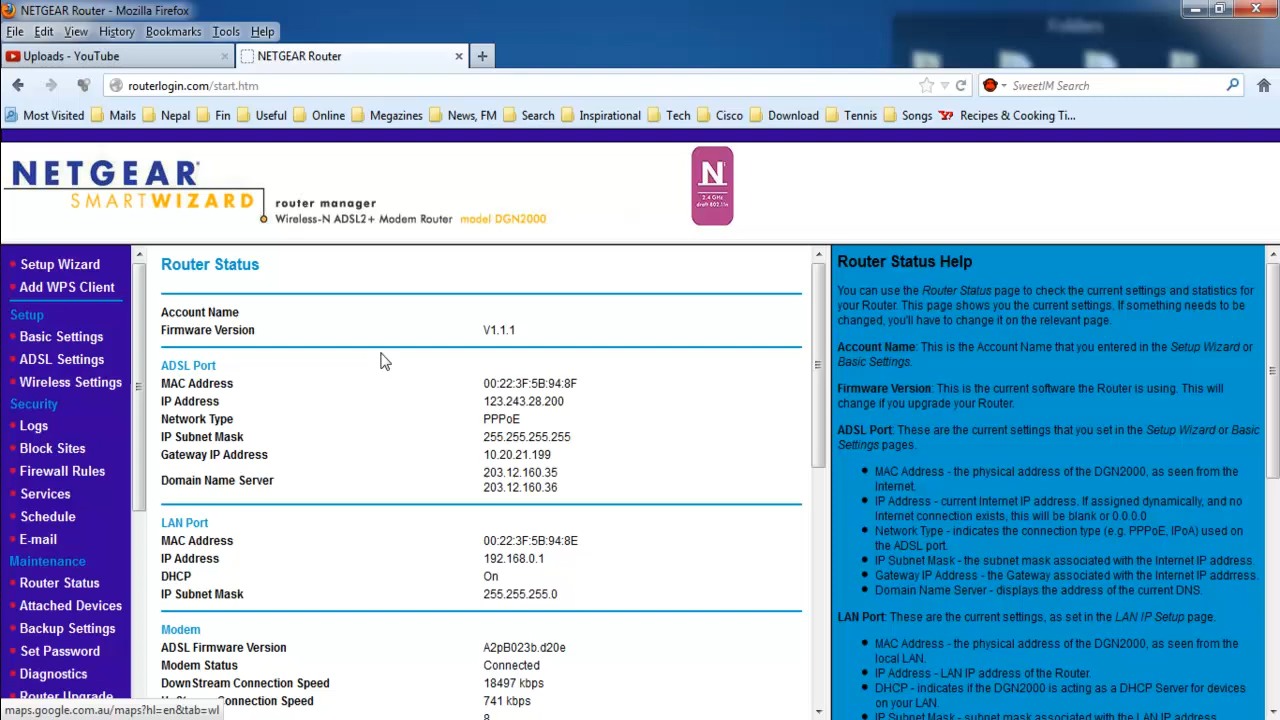 NETGEAR Router - Mozilla Firefox
File Edit View History Bookmarks Tools Help
Uploads - YouTube
NETGEAR Router
routerlogin.com/start.htm
SweetIM Search
Most Visited Mails Nepal Fin Useful Online Megazines News, FM Search Inspirational Tech Cisco Download Tennis Songs Recipes & Cooking Ti...
NETGEAR®
SMARTWIZARD
router manager
Wireless-N ADSL2+ Modem Router model DGN2000
N
2.4 GHz
draft 802.11n
Setup Wizard
Add WPS Client
Setup
Basic Settings
ADSL Settings
Wireless Settings
Security
Logs
Block Sites
Firewall Rules
Services
Schedule
E-mail
Maintenance
Router Status
Attached Devices
Backup Settings
Set Password
Diagnostics
Router Upgrade
maps.google.com.au/maps?hl=en&tab=wl
Router Status
Account Name
Firmware Version V1.1.1
ADSL Port
MAC Address 00:22:3F:5B:94:8F
IP Address 123.243.28.200
Network Type PPPoE
IP Subnet Mask 255.255.255.255
Gateway IP Address 10.20.21.199
Domain Name Server 203.12.160.35
203.12.160.36
LAN Port
MAC Address 00:22:3F:5B:94:8E
IP Address 192.168.0.1
DHCP On
IP Subnet Mask 255.255.255.0
Modem
ADSL Firmware Version A2pB023b.d20e
Modem Status Connected
DownStream Connection Speed 18497 kbps
Connection Speed 741 kbps
8
Router Status Help
You can use the Router Status page to check the current settings and statistics for
your Router. This page shows you the current settings. If something needs to be
changed, you'll have to change it on the relevant page.
Account Name: This is the Account Name that you entered in the Setup Wizard or
Basic Settings.
Firmware Version: This is the current software the Router is using. This will
change if you upgrade your Router.
ADSL Port: These are the current settings that you set in the Setup Wizard or Basic
Settings pages.
MAC Address - the physical address of the DGN2000, as seen from the
Internet.
IP Address - current Internet IP address. If assigned dynamically, and no
Internet connection exists, this will be blank or 0.0.0.0.
Network Type - indicates the connection type (e.g. PPPoE, IPoA) used on
the ADSL port.
IP Subnet Mask - the subnet mask associated with the Internet IP address.
Gateway IP Address - the Gateway associated with the Internet IP address.
Domain Name Server - displays the address of the current DNS.
LAN Port: These are the current settings, as set in the LAN IP Setup page.
MAC Address - the physical address of the DGN2000, as seen from the
local LAN.
IP Address - LAN IP address of the Router.
DHCP - indicates if the DGN2000 is acting as a DHCP Server for devices
on your LAN.
IP Subnet Mask - the subnet mask associated with the LAN IP address.